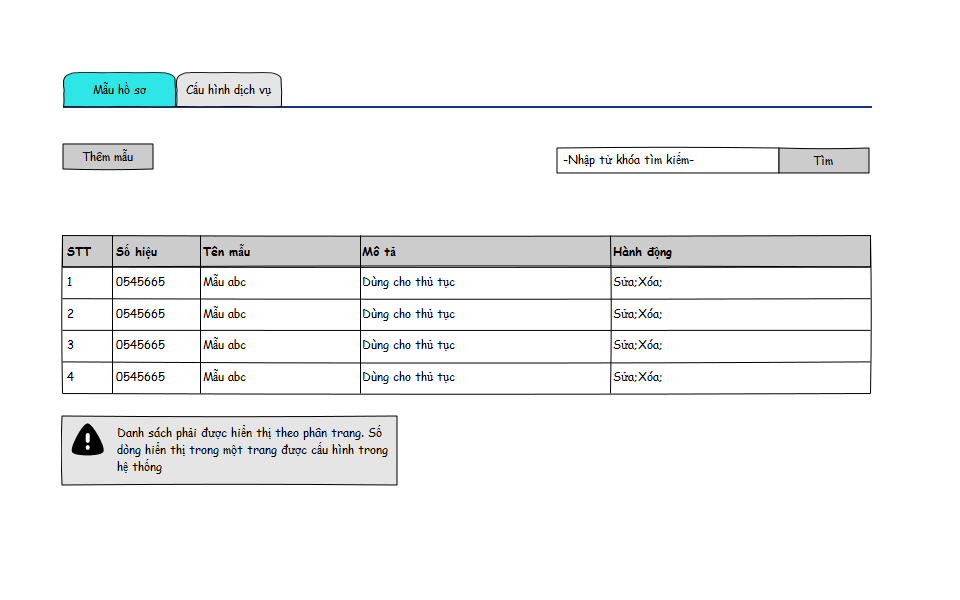 Mẫu hồ sơ Cấu hình dịch vụ
Thêm mẫu -Nhập từ khóa tìm kiếm- Tìm
STT Số hiệu Tên mẫu Mô tả Hành động
1 0545665 Mẫu abc Dùng cho thủ tục Sửa;Xóa;
2 0545665 Mẫu abc Dùng cho thủ tục Sửa;Xóa;
3 0545665 Mẫu abc Dùng cho thủ tục Sửa;Xóa;
4 0545665 Mẫu abc Dùng cho thủ tục Sửa;Xóa;
Danh sách phải được hiển thị theo phân trang. Số
dòng hiển thị trong một trang được cấu hình trong
hệ thống